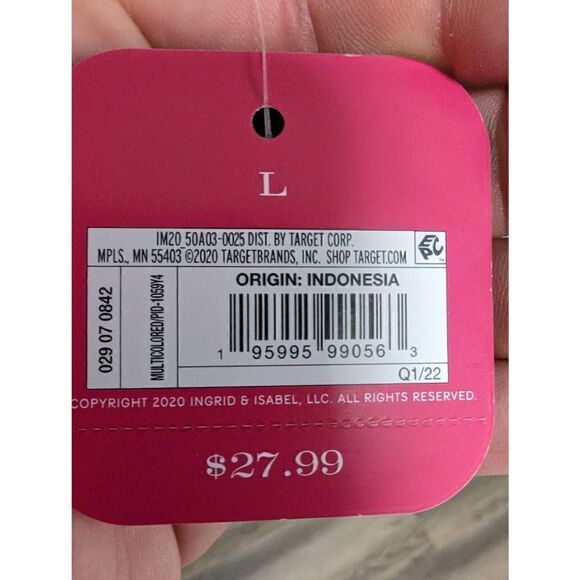 L
IM20_50A03-0025 DIST. BY TARGET CORP.
MPLS., MN 55403 ©2020 TARGETBRANDS, INC. SHOP TARGET.COM
EPC
029 07 0842
MULTICOLORED/PID-1059Y4
ORIGIN: INDONESIA
1 95995 99056 3
Q1/22
COPYRIGHT 2020 INGRID & ISABEL, LLC. ALL RIGHTS RESERVED.
$27.99